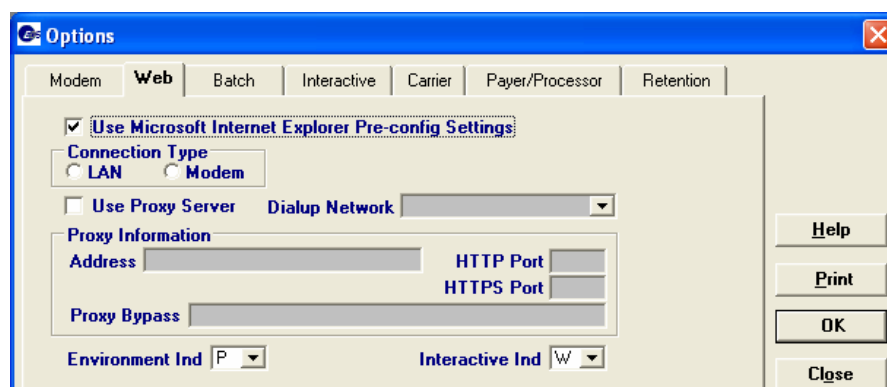 Options
Modem Web Batch Interactive Carrier Payer/Processor Retention
Use Microsoft Internet Explorer Pre-config Settings
Connection Type
LAN Modem
Use Proxy Server Dialup Network
Proxy Information
Address HTTP Port
HTTPS Port
Proxy Bypass
Environment Ind P Interactive Ind W
Help
Print
OK
Close